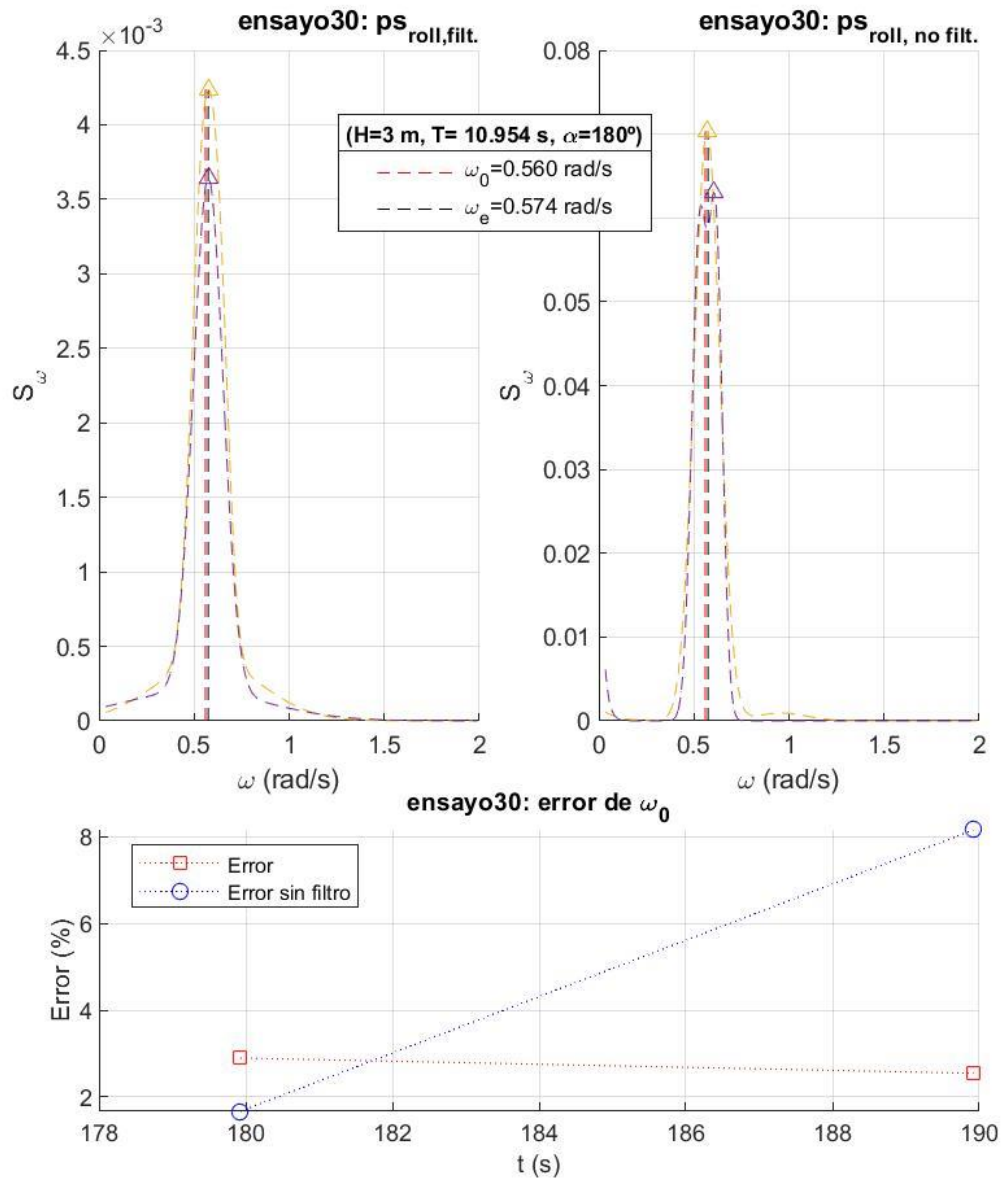 ensayo30: ps_roll,filt.
×10^-3
4.5
4
3.5
3
2.5
2
1.5
1
0.5
0
S_ω
0 0.5 1 1.5 2
ω (rad/s)
ensayo30: ps_roll, no filt.
0.08
0.05
0.04
0.03
0.02
0.01
0
S_ω
0 0.5 1 1.5 2
ω (rad/s)
(H=3 m, T= 10.954 s, α=180º)
ω_0=0.560 rad/s
ω_e=0.574 rad/s
ensayo30: error de ω_0
8
6
4
2
Error (%)
Error
Error sin filtro
178 180 182 184 186 188 190
t (s)